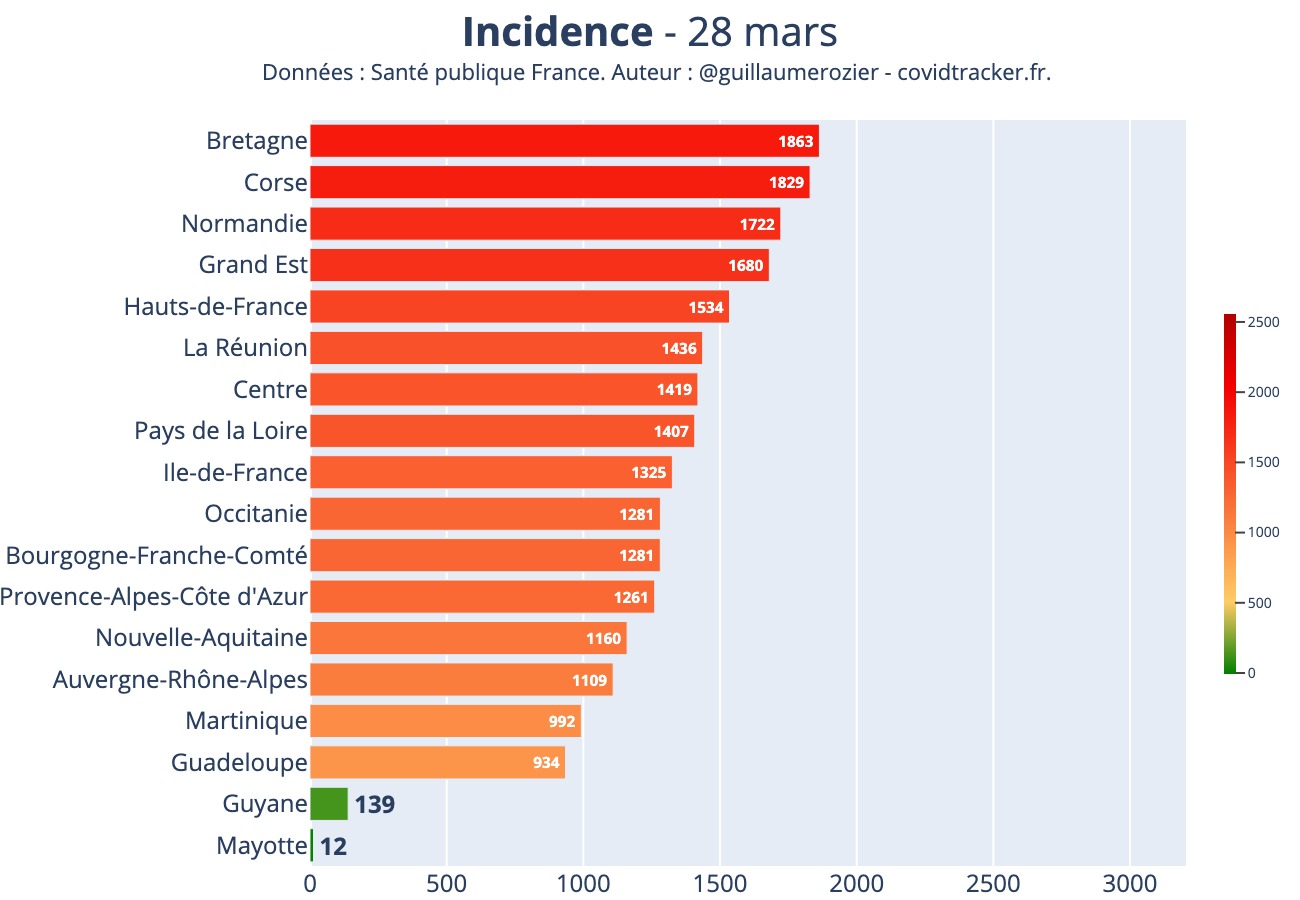 Incidence - 28 mars
Données : Santé publique France. Auteur : @guillaumerozier - covidtracker.fr.
Bretagne 1863
Corse 1829
Normandie 1722
Grand Est 1680
Hauts-de-France 1534
La Réunion 1436
Centre 1419
Pays de la Loire 1407
Ile-de-France 1325
Occitanie 1281
Bourgogne-Franche-Comté 1281
Provence-Alpes-Côte d'Azur 1261
Nouvelle-Aquitaine 1160
Auvergne-Rhône-Alpes 1109
Martinique 992
Guadeloupe 934
Guyane 139
Mayotte 12
0 500 1000 1500 2000 2500 3000
2500
2000
1500
1000
500
0